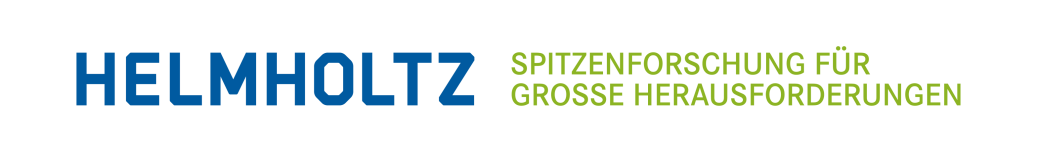 HELMHOLTZ
SPITZENFORSCHUNG FÜR
GROSSE HERAUSFORDERUNGEN